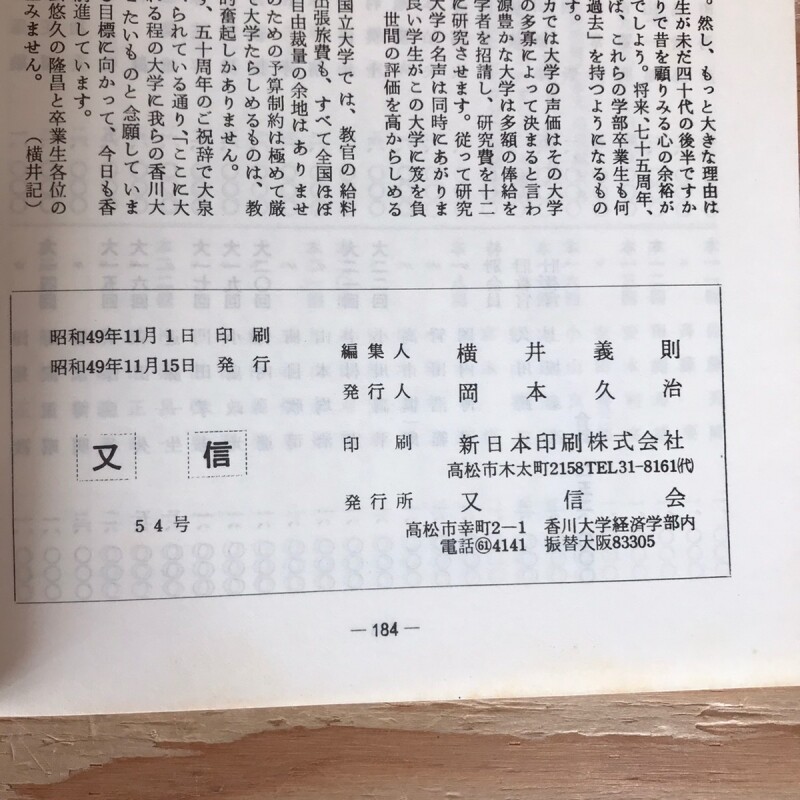 然し、もっと大きな理由は
生が未だ四十代の後半ですか
りで昔を顧りみる心の余裕が
でしょう。将来、七十五周年、
ば、これらの学部卒業生も何
過去」を持つようになるもの
す。
カでは大学の声価はその大学
の多寡によって決まると言わ
源豊かな大学は多額の俸給を
学者を招請し、研究費を十二
に研究させます。従って研究
大学の名声は同時にあがりま
良い学生がこの大学に笈を負
世間の評価を高からしめる
国立大学では、教官の給料
出張旅費も、すべて全国ほぼ
自由裁量の余地はありませ
のための予算制約は極めて厳
で大学たらしめるものは、教
的奮起しかありません。
、五十周年のご祝辞で大泉
られている通り、「ここに大
る程の大学に我らの香川大
とたいものと念願していま
目標に向かって、今日も香
前進しています。
悠久の隆昌と卒業生各位の
みません。
（横井記）
昭和49年11月1日 印刷
昭和49年11月15日 発行
又信
54号
編集人 横井義則
発行人 岡本久治
印刷 新日本印刷株式会社
高松市木太町2158TEL31-8161㈹
発行所 又信会
高松市幸町2−1 香川大学経済学部内
電話㉛4141 振替大阪83305
— 184 —